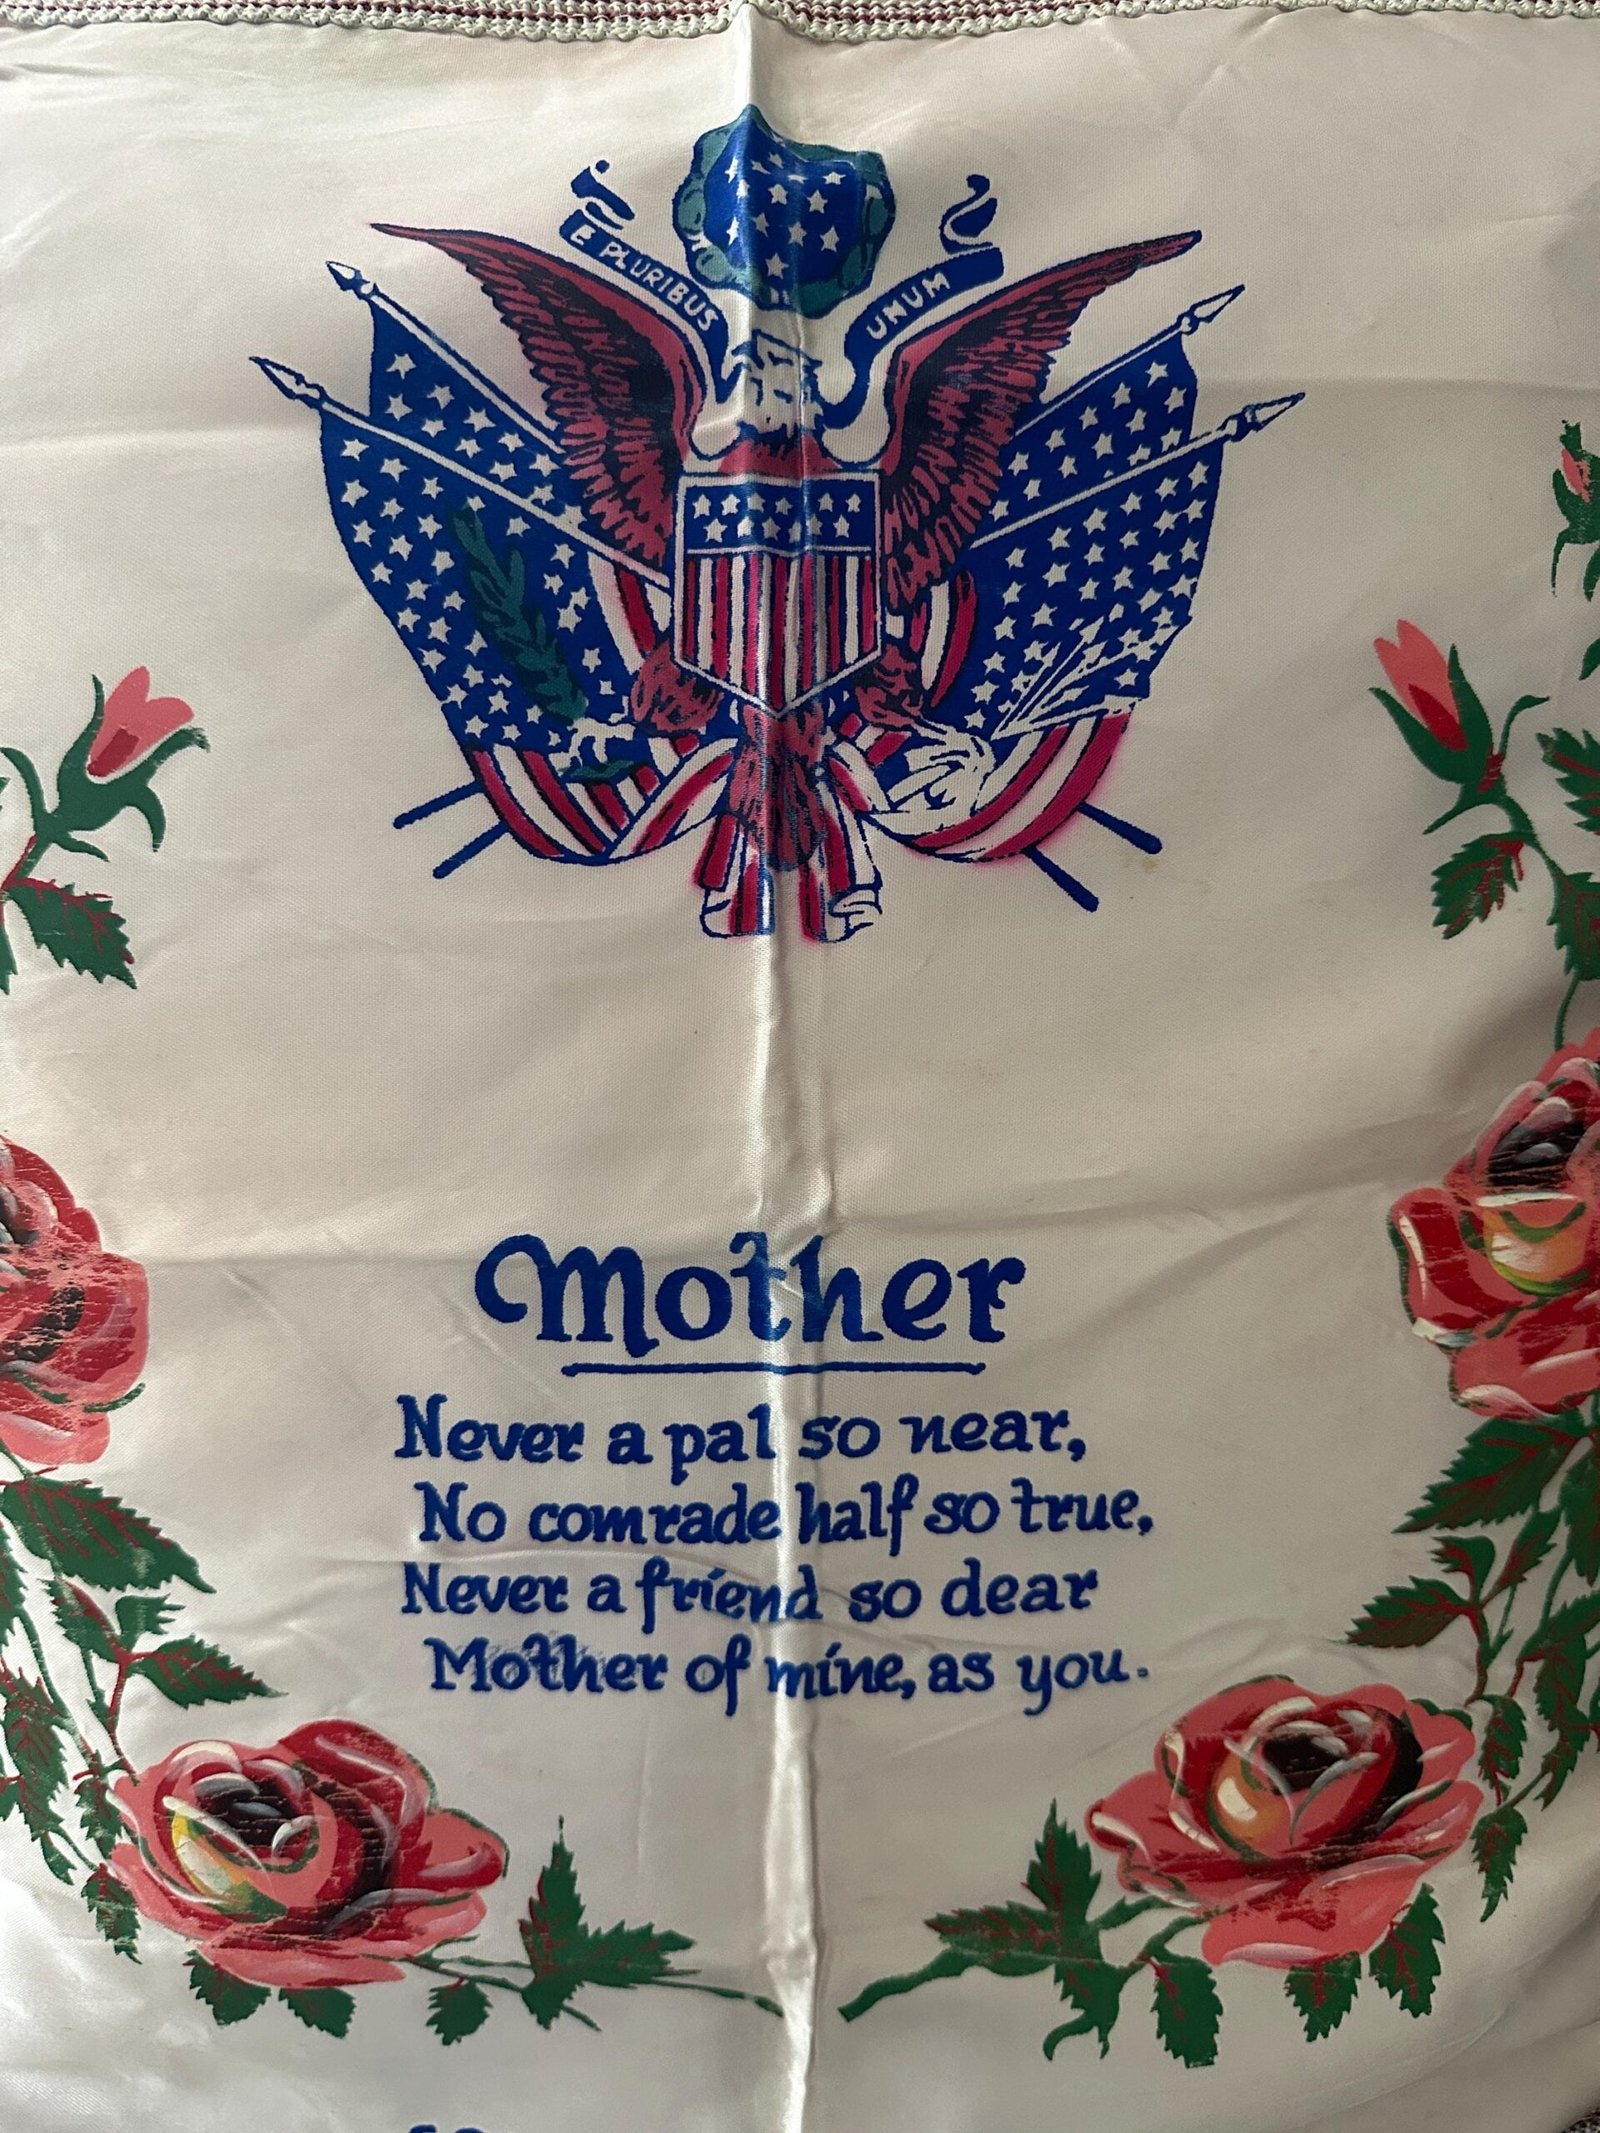 E PLURIBUS UNUM
Mother
Never a pal so near,
No comrade half so true,
Never a friend so dear
Mother of mine, as you.